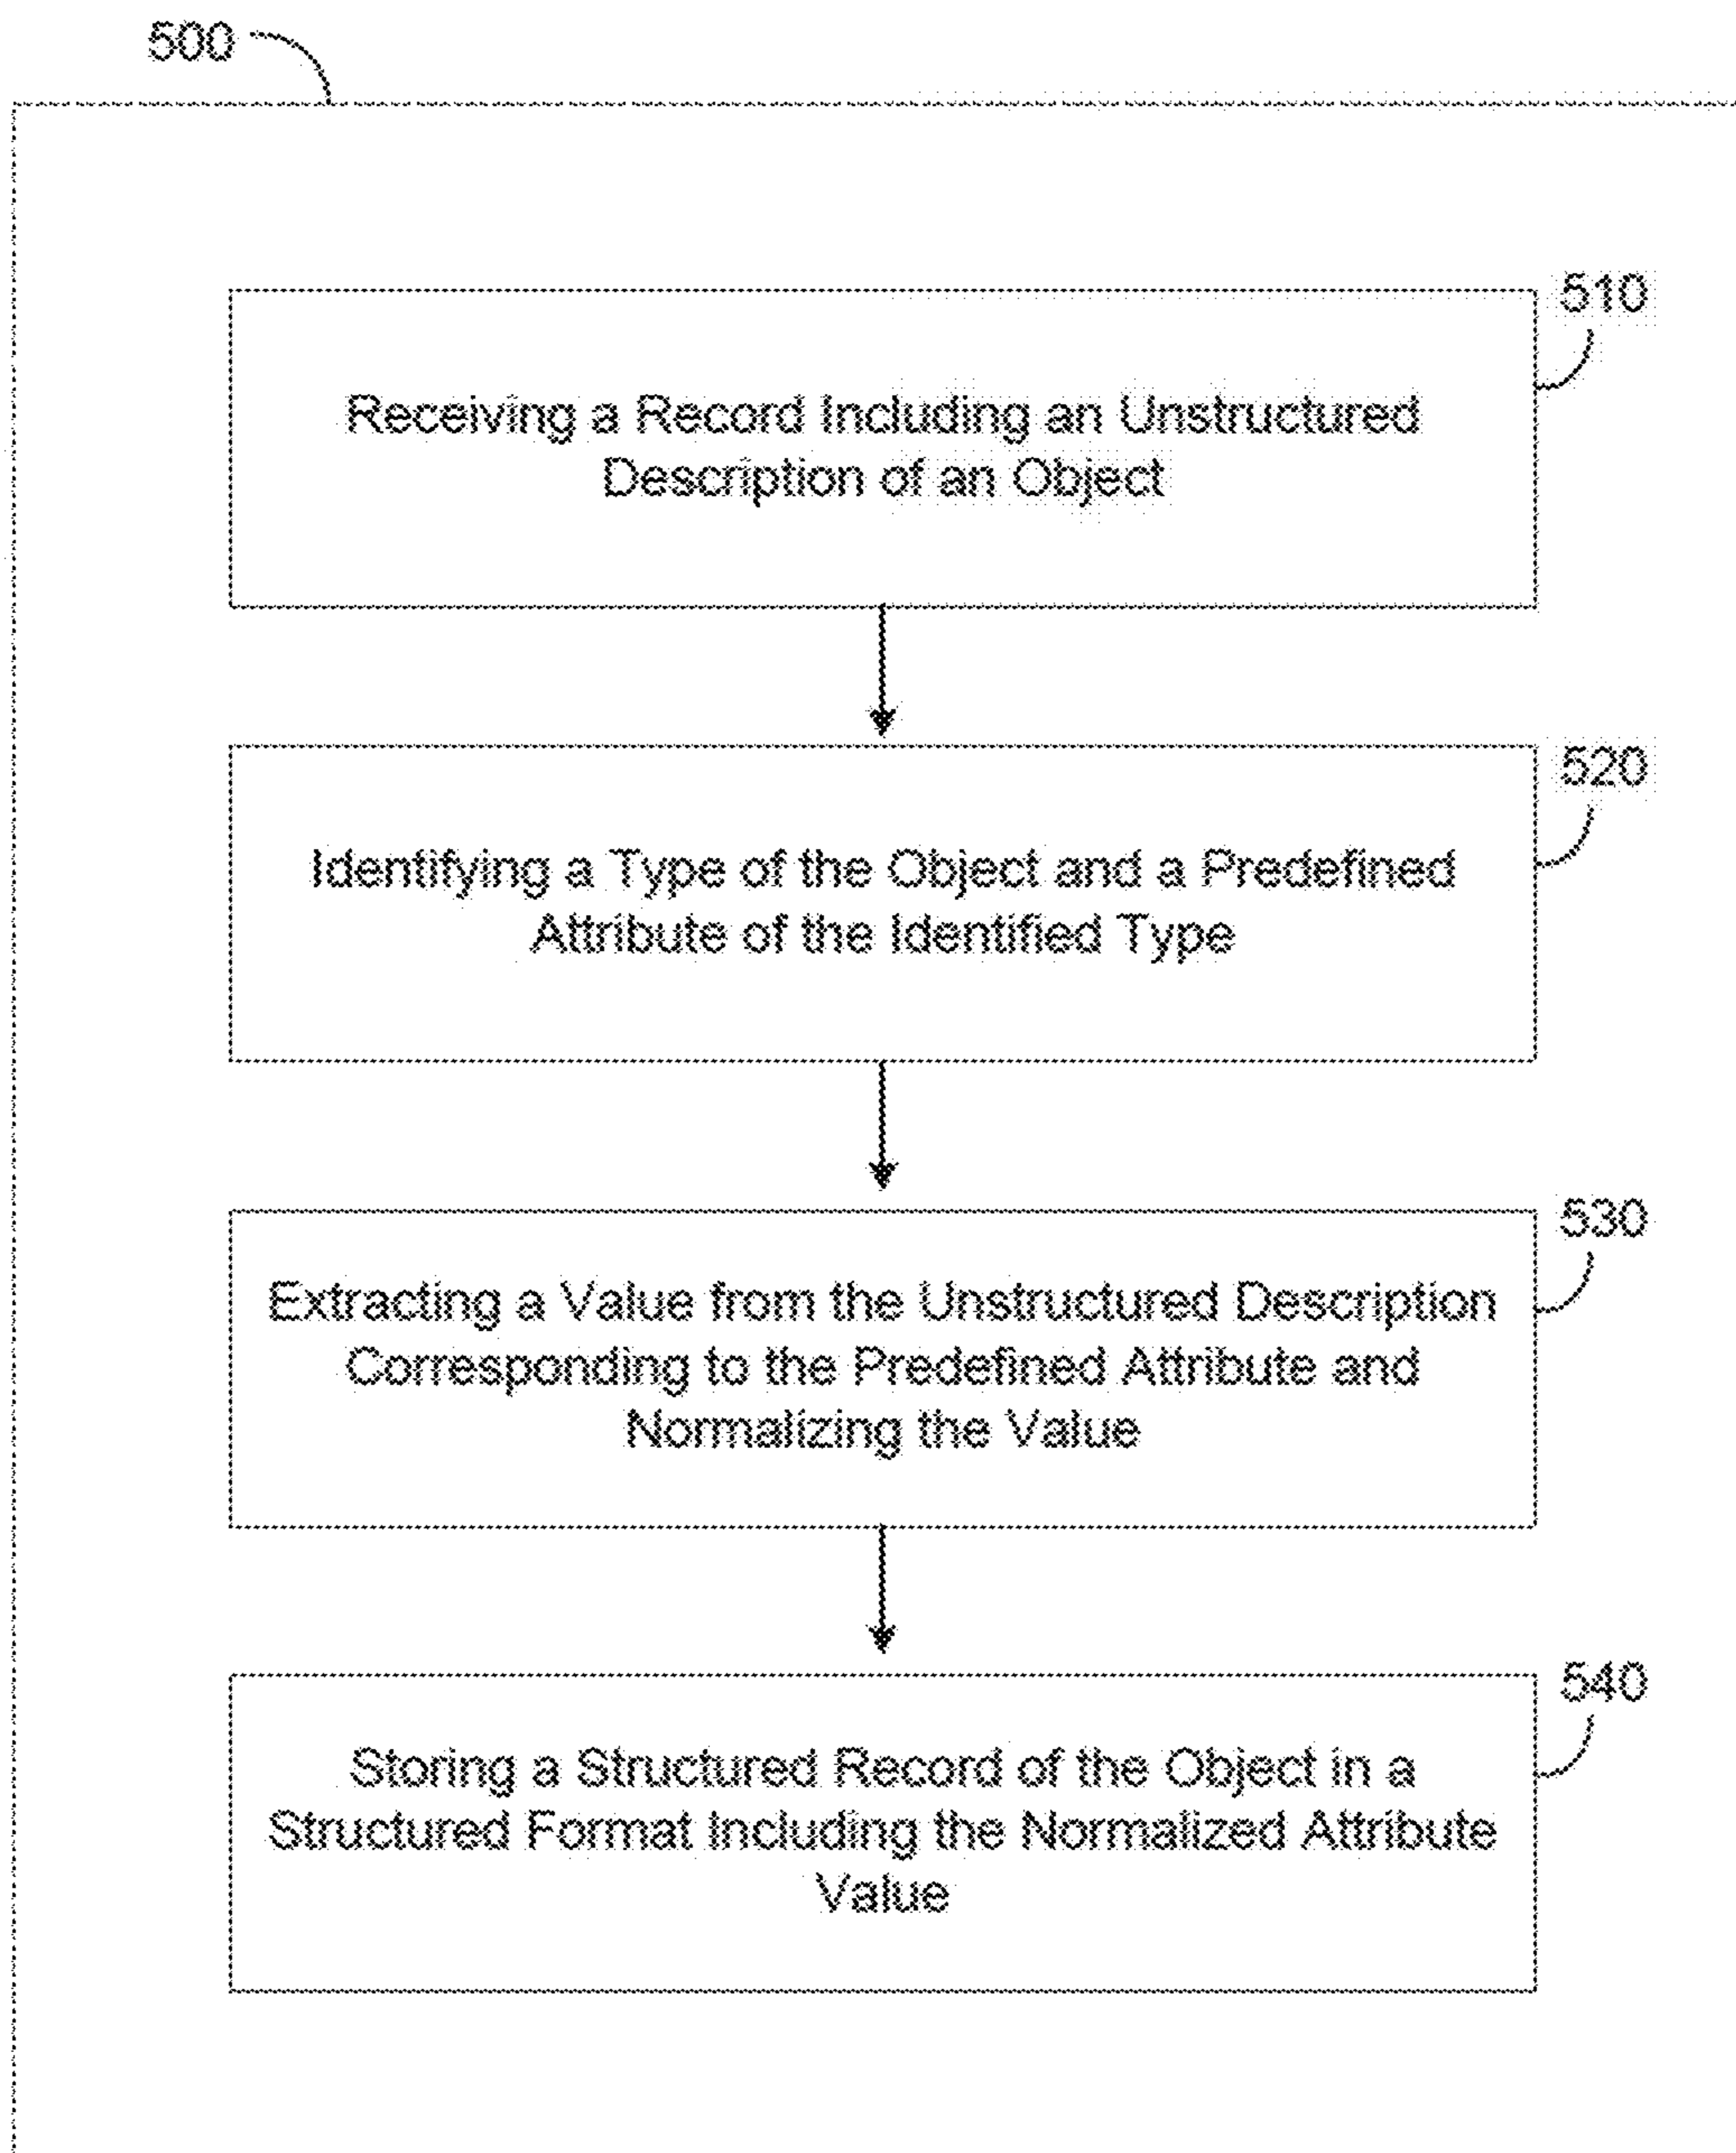 500
510
Receiving a Record Including an Unstructured
Description of an Object
520
Identifying a Type of the Object and a Predefined
Attribute of the Identified Type
530
Extracting a Value from the Unstructured Description
Corresponding to the Predefined Attribute and
Normalizing the Value
540
Storing a Structured Record of the Object in a
Structured Format Including the Normalized Attribute
Value